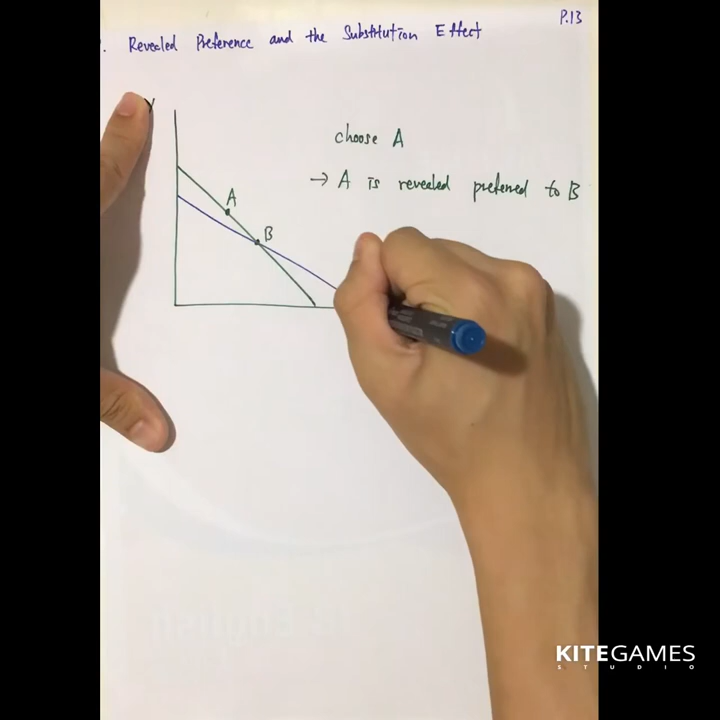 P.13
. Revealed Preference and the Substitution Effect
Y
choose A
→ A is revealed preferred to B
A
B
KITEGAMES
STUDIO